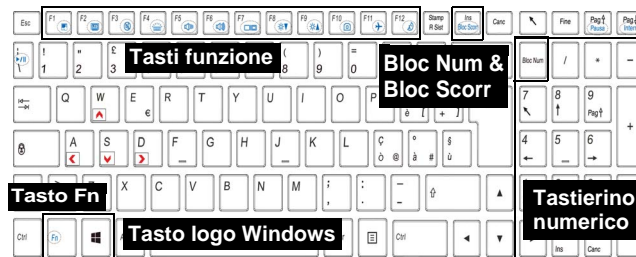 Esc F1 F2 F3 F4 F5 F6 F7 F8 F9 F10 F11 F12 Stamp R Sist Ins Bloc Scorr Canc Fine Pag Pausa Pag
! 1 " 2 £ 3 Tasti funzione ( 8 ) 9 = 0 Bloc Num & Bloc Scorr Bloc Num / * -
Q W E € R T Y U I O P è [ + ] 7 8 9 Pag +
A S D F G H J K L ç ò @ ° à # § ù 4 5 6
Tasto Fn X C V B N M ; , : . _ - Tastierino numerico
Ctrl Fn Tasto logo Windows Ctrl Ins Canc